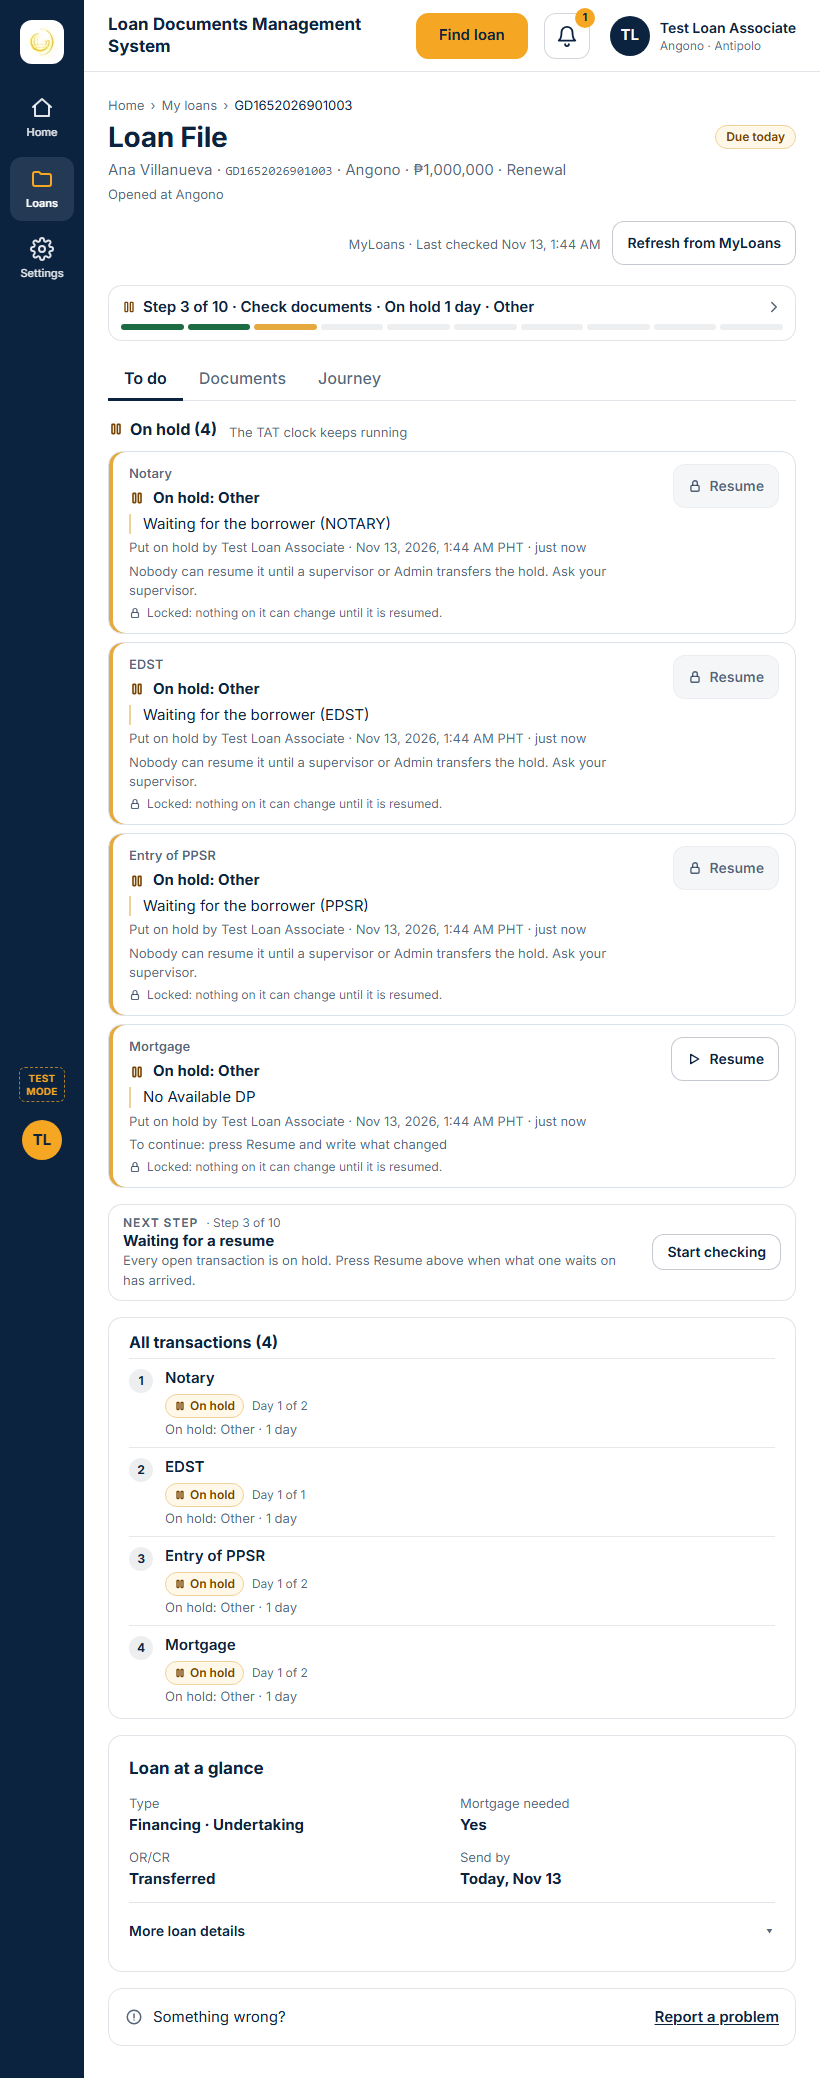 Loan Documents Management System
Find loan
1
TL
Test Loan Associate
Angono · Antipolo
Home
Loans
Settings
TEST MODE
TL
Home › My loans › GD1652026901003
Loan File
Due today
Ana Villanueva · GD1652026901003 · Angono · ₱1,000,000 · Renewal
Opened at Angono
MyLoans · Last checked Nov 13, 1:44 AM
Refresh from MyLoans
Step 3 of 10 · Check documents · On hold 1 day · Other
To do
Documents
Journey
On hold (4)
The TAT clock keeps running
Notary
On hold: Other
Waiting for the borrower (NOTARY)
Put on hold by Test Loan Associate · Nov 13, 2026, 1:44 AM PHT · just now
Nobody can resume it until a supervisor or Admin transfers the hold. Ask your
supervisor.
Locked: nothing on it can change until it is resumed.
Resume
EDST
On hold: Other
Waiting for the borrower (EDST)
Put on hold by Test Loan Associate · Nov 13, 2026, 1:44 AM PHT · just now
Nobody can resume it until a supervisor or Admin transfers the hold. Ask your
supervisor.
Locked: nothing on it can change until it is resumed.
Resume
Entry of PPSR
On hold: Other
Waiting for the borrower (PPSR)
Put on hold by Test Loan Associate · Nov 13, 2026, 1:44 AM PHT · just now
Nobody can resume it until a supervisor or Admin transfers the hold. Ask your
supervisor.
Locked: nothing on it can change until it is resumed.
Resume
Mortgage
On hold: Other
No Available DP
Put on hold by Test Loan Associate · Nov 13, 2026, 1:44 AM PHT · just now
To continue: press Resume and write what changed
Locked: nothing on it can change until it is resumed.
Resume
NEXT STEP · Step 3 of 10
Waiting for a resume
Every open transaction is on hold. Press Resume above when what one waits on
has arrived.
Start checking
All transactions (4)
1
Notary
On hold
Day 1 of 2
On hold: Other · 1 day
2
EDST
On hold
Day 1 of 1
On hold: Other · 1 day
3
Entry of PPSR
On hold
Day 1 of 2
On hold: Other · 1 day
4
Mortgage
On hold
Day 1 of 2
On hold: Other · 1 day
Loan at a glance
Type
Financing · Undertaking
Mortgage needed
Yes
OR/CR
Transferred
Send by
Today, Nov 13
More loan details
Something wrong?
Report a problem